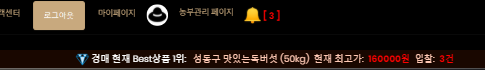 객센터 로그아웃 마이페이지 농부관리 페이지 [ 3 ]
경매 현재 Best상품 1위: 성동구 맛있는독버섯 (50kg) 현재 최고가: 160000원 입찰: 3건